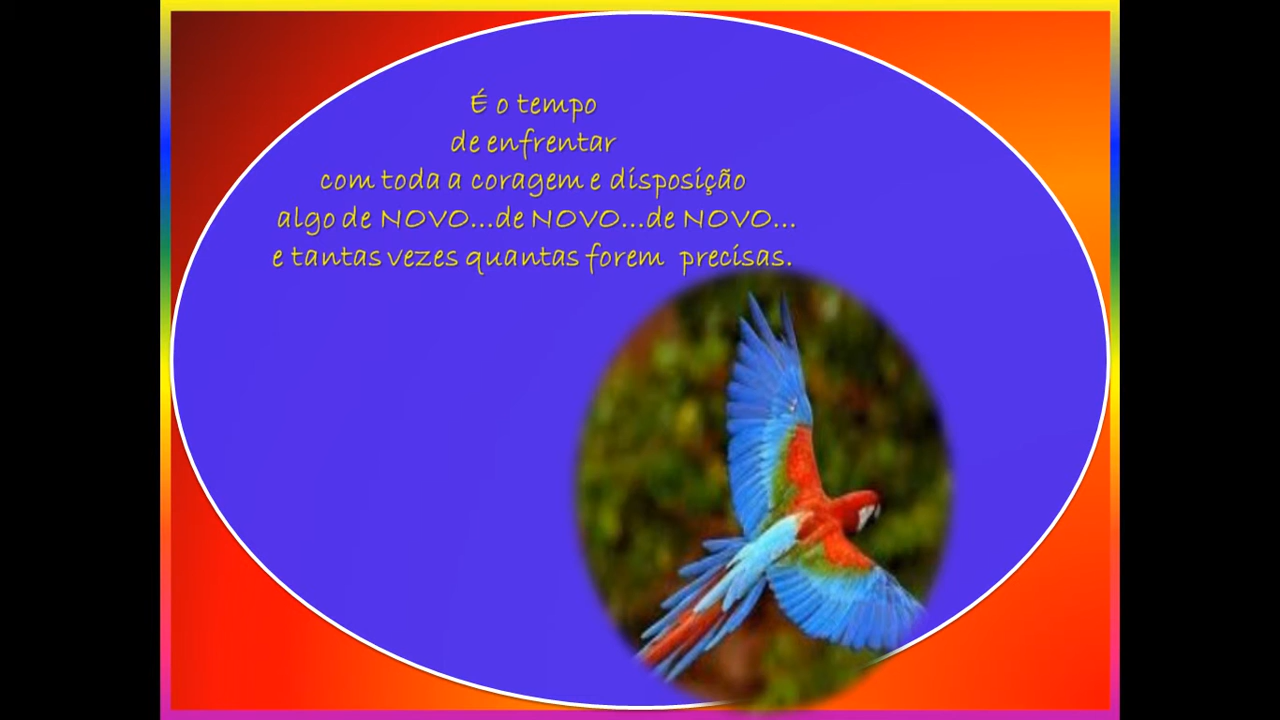 É o tempo
de enfrentar
com toda a coragem e disposição
algo de NOVO...de NOVO...de NOVO...
e tantas vezes quantas forem precisas.